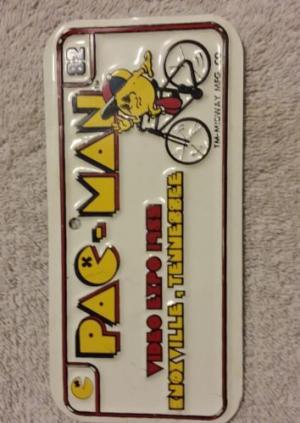 82
PAC-MAN
TM-MIDWAY MFG. CO.
VIDEO EXPO 1982
KNOXVILLE, TENNESSEE